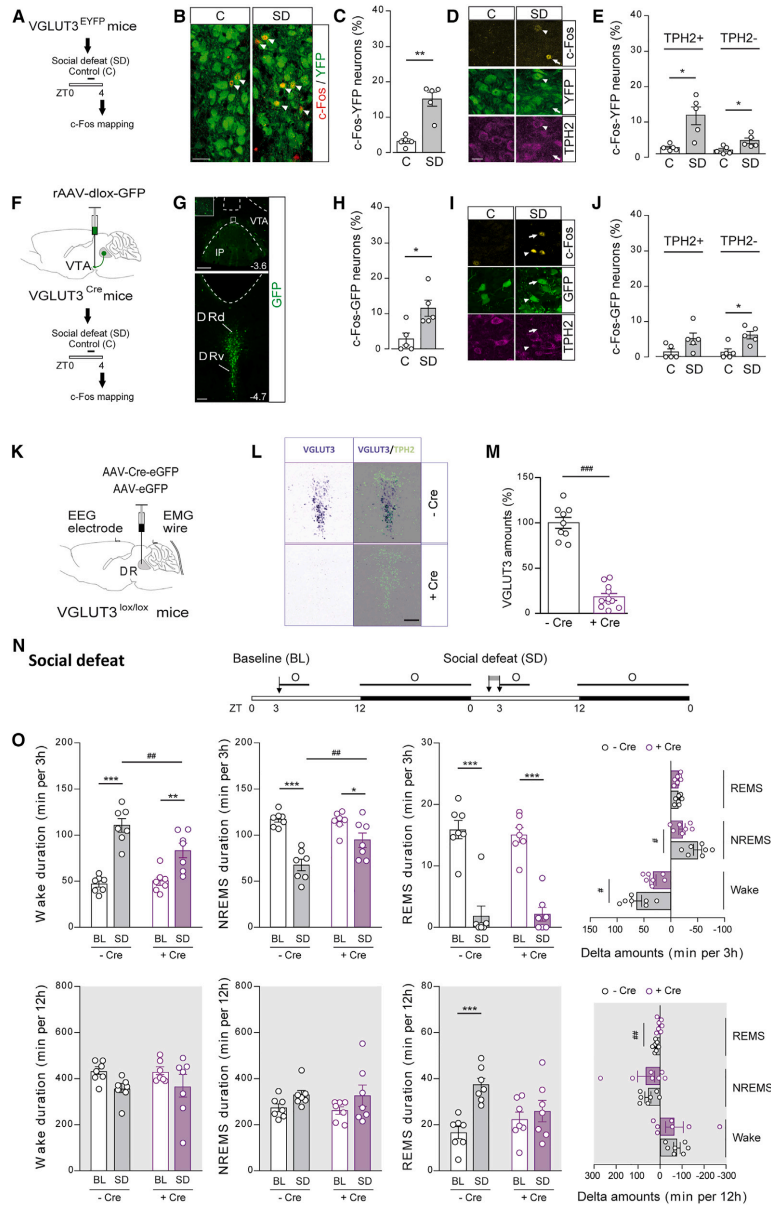 A
VGLUT3EYFP mice
Social defeat (SD)
Control (C)
ZT0 4
c-Fos mapping
B
C SD
c-Fos / YFP
C
c-Fos-YFP neurons (%)
40
30
20
10
0
**
C SD
D
C SD
c-Fos
YFP
TPH2
E
c-Fos-YFP neurons (%)
40
30
20
10
0
TPH2+ TPH2-
* *
C SD C SD
F
rAAV-dlox-GFP
VTA
VGLUT3Cre mice
Social defeat (SD)
Control (C)
ZT0 4
c-Fos mapping
G
VTA
IP
-3.6
DRd
DRv
-4.7
GFP
H
c-Fos-GFP neurons (%)
40
30
20
10
0
*
C SD
I
C SD
c-Fos
GFP
TPH2
J
c-Fos-GFP neurons (%)
40
30
20
10
0
TPH2+ TPH2-
*
C SD C SD
K
AAV-Cre-eGFP
AAV-eGFP
EEG electrode
EMG wire
DR
VGLUT3lox/lox mice
L
VGLUT3 VGLUT3/TPH2
- Cre
+ Cre
M
VGLUT3 amounts (%)
150
100
50
0
###
- Cre + Cre
N
Social defeat
Baseline (BL) Social defeat (SD)
O O O O
ZT 0 3 12 0 3 12 0
O
Wake duration (min per 3h)
200
150
100
50
0
##
*** **
BL SD BL SD
- Cre + Cre
NREMS duration (min per 3h)
200
150
100
50
0
##
*** *
BL SD BL SD
- Cre + Cre
REMS duration (min per 3h)
30
20
10
0
*** ***
BL SD BL SD
- Cre + Cre
- Cre + Cre
REMS
NREMS
Wake
#
#
150 100 50 0 -50 -100
Delta amounts (min per 3h)
Wake duration (min per 12h)
800
600
400
200
0
BL SD BL SD
- Cre + Cre
NREMS duration (min per 12h)
800
600
400
200
0
BL SD BL SD
- Cre + Cre
REMS duration (min per 12h)
80
60
40
20
0
***
BL SD BL SD
- Cre + Cre
- Cre + Cre
REMS
NREMS
Wake
##
300 200 100 0 -100 -200 -300
Delta amounts (min per 12h)